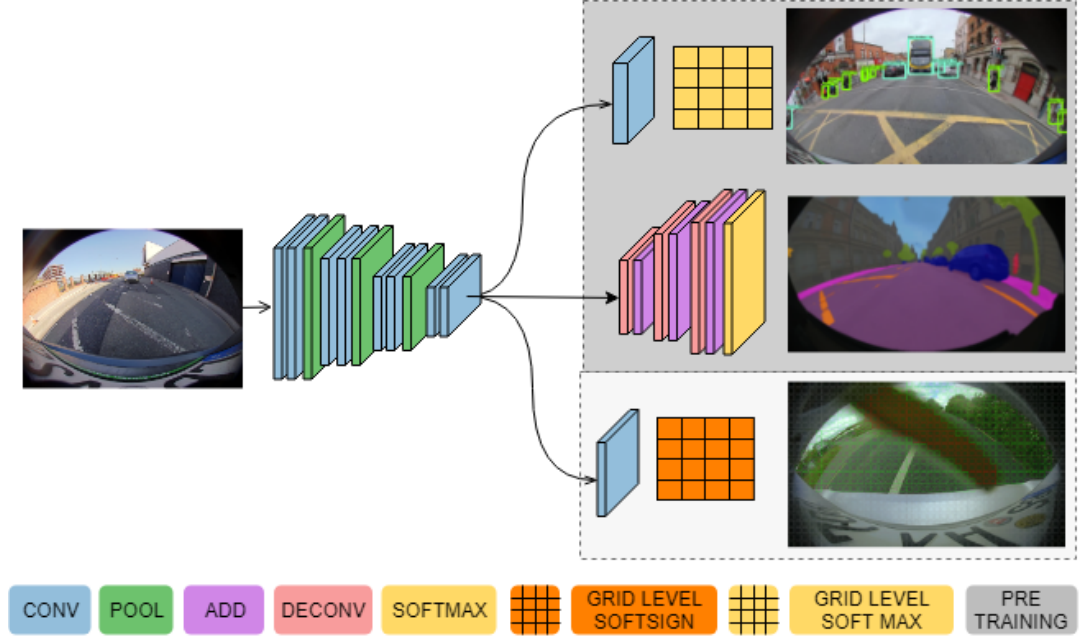 CONV
POOL
ADD
DECONV
SOFTMAX
GRID LEVEL
SOFTSIGN
GRID LEVEL
SOFT MAX
PRE
TRAINING